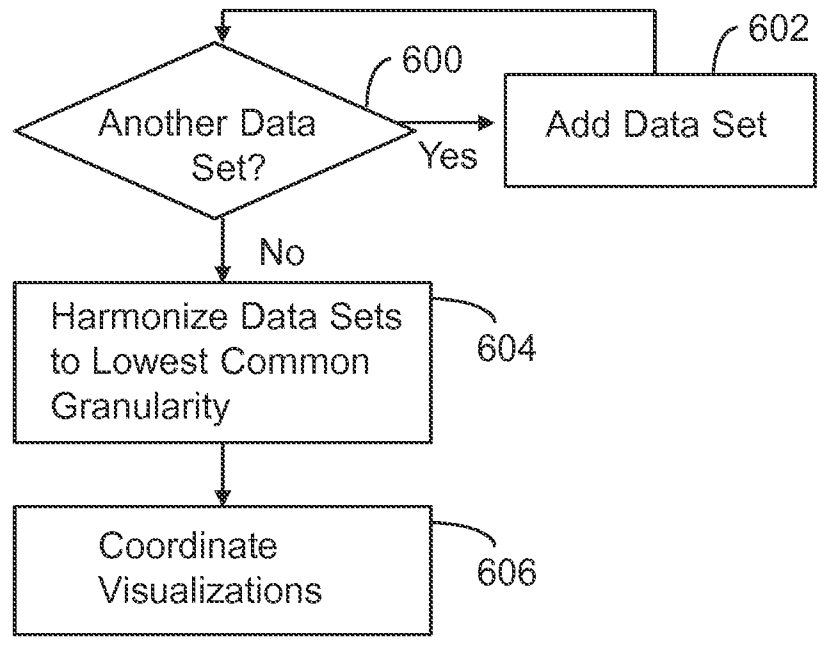 602
600
Another Data
Set?
Yes
Add Data Set
No
Harmonize Data Sets
to Lowest Common
Granularity
604
Coordinate
Visualizations
606